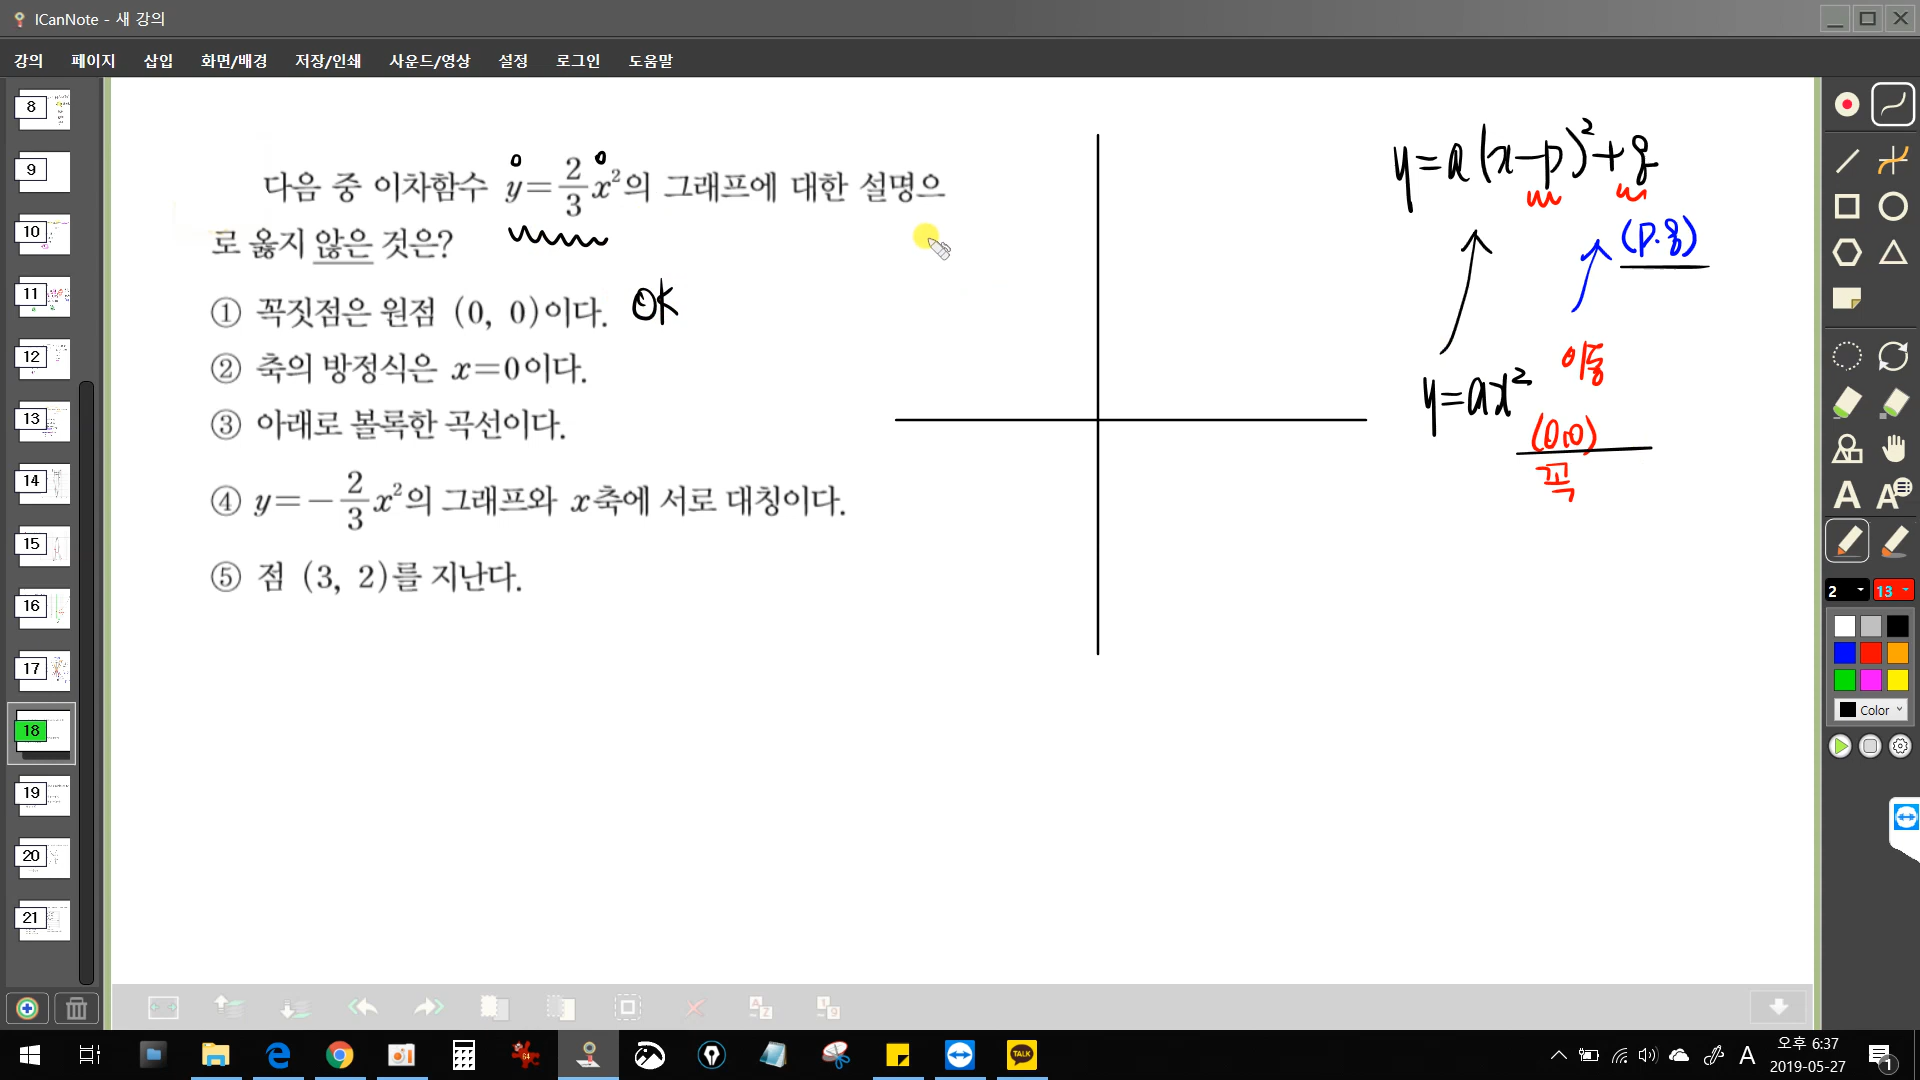 ICanNote - 새 강의
강의 페이지 삽입 화면/배경 저장/인쇄 사운드/영상 설정 로그인 도움말
8
9
10
11
12
13
14
15
16
17
18
19
20
21
다음 중 이차함수 y=2/3x²의 그래프에 대한 설명으
로 옳지 않은 것은?
① 꼭짓점은 원점 (0, 0)이다. OK
② 축의 방정식은 x=0이다.
③ 아래로 볼록한 곡선이다.
④ y=-2/3x²의 그래프와 x축에 서로 대칭이다.
⑤ 점 (3, 2)를 지난다.
y=a(x-p)²+q
(p.q)
이동
y=ax²
(0,0)
꼭
2 13
Color
TALK
64
A
오후 6:37
2019-05-27
1